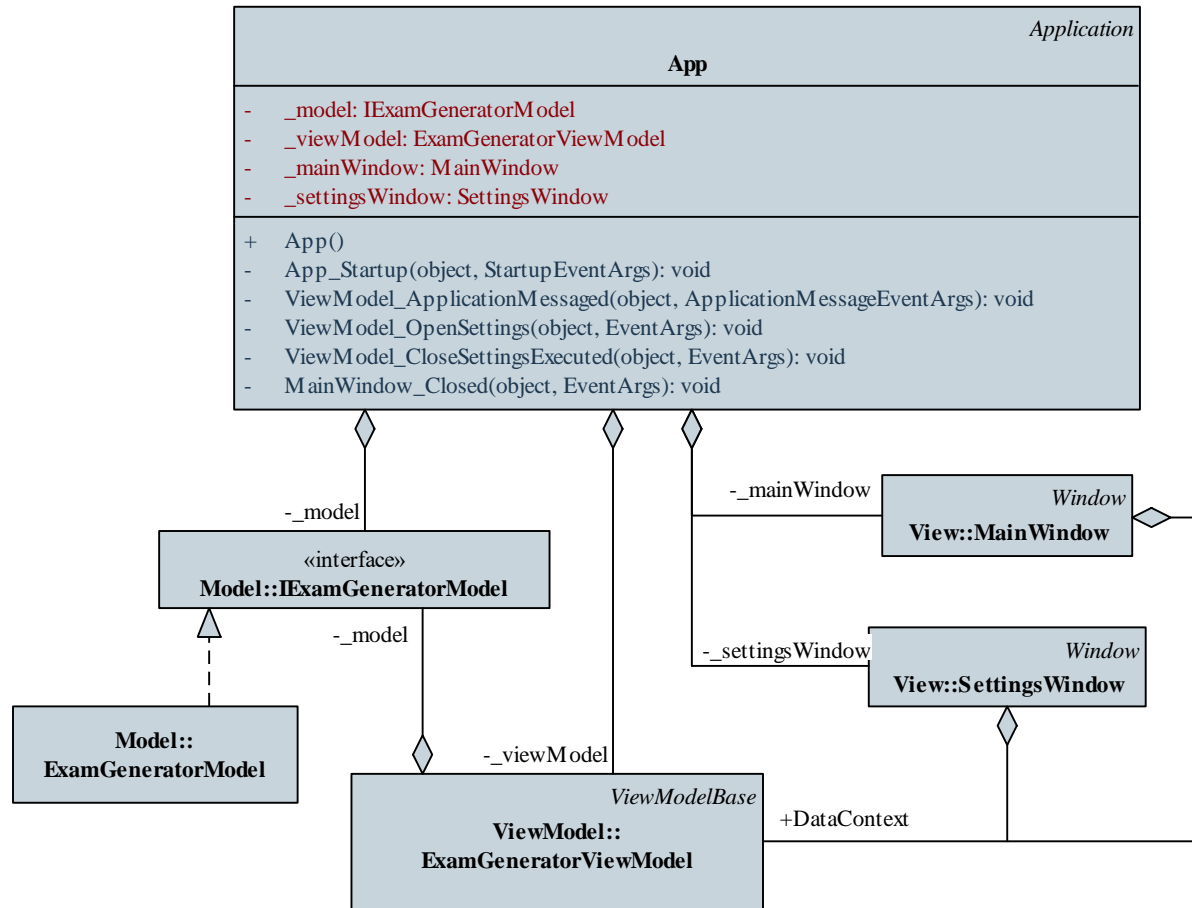 Application
App
- _model: IExamGeneratorModel
- _viewModel: ExamGeneratorViewModel
- _mainWindow: MainWindow
- _settingsWindow: SettingsWindow
+ App()
- App_Startup(object, StartupEventArgs): void
- ViewModel_ApplicationMessaged(object, ApplicationMessageEventArgs): void
- ViewModel_OpenSettings(object, EventArgs): void
- ViewModel_CloseSettingsExecuted(object, EventArgs): void
- MainWindow_Closed(object, EventArgs): void
-_mainWindow
Window
View::MainWindow
-_model
«interface»
Model::IExamGeneratorModel
-_model
-_settingsWindow
Window
View::SettingsWindow
Model::
ExamGeneratorModel
-_viewModel
ViewModelBase
ViewModel::
ExamGeneratorViewModel
+DataContext